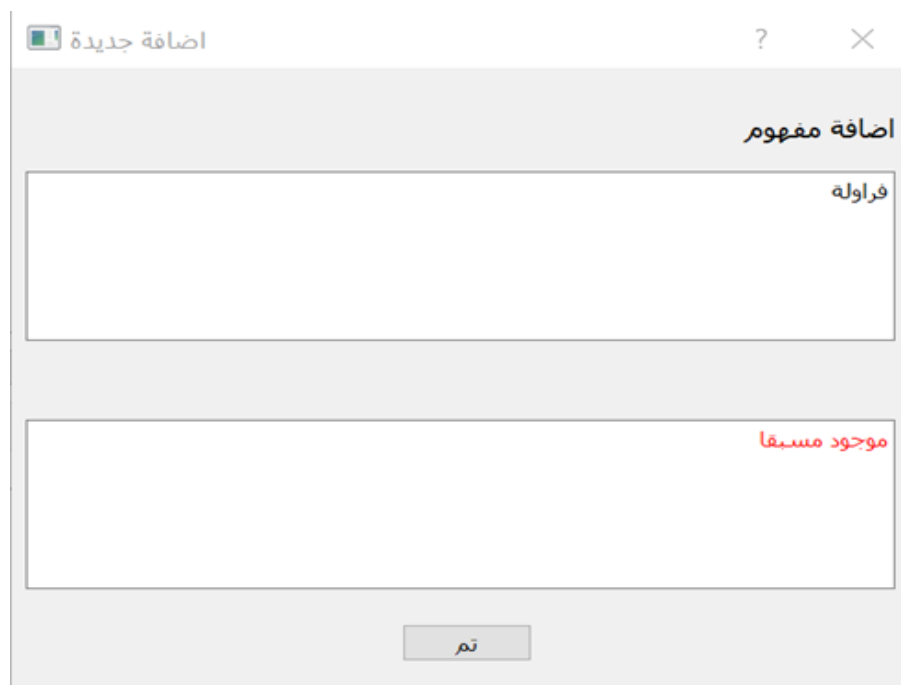 اضافة جديدة
?
اضافة مفهوم
فراولة
موجود مسبقا
تم